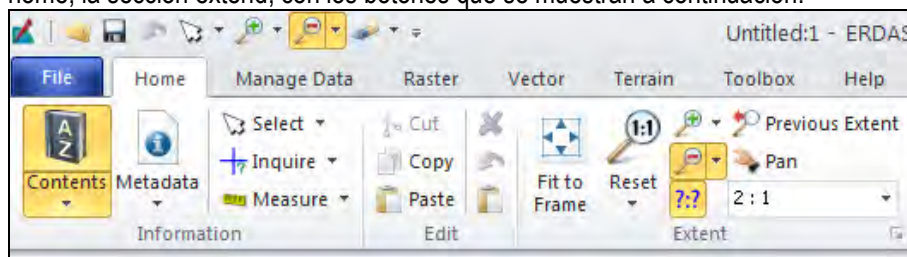 home, la sección extend, con los botones que se muestran a continuación:
Untitled:1 - ERDAS
File Home Manage Data Raster Vector Terrain Toolbox Help
Contents
Metadata
Select
Inquire
Measure
Information
Cut
Copy
Paste
Edit
Fit to
Frame
1:1
Reset
?:?
Previous Extent
Pan
2 : 1
Extent